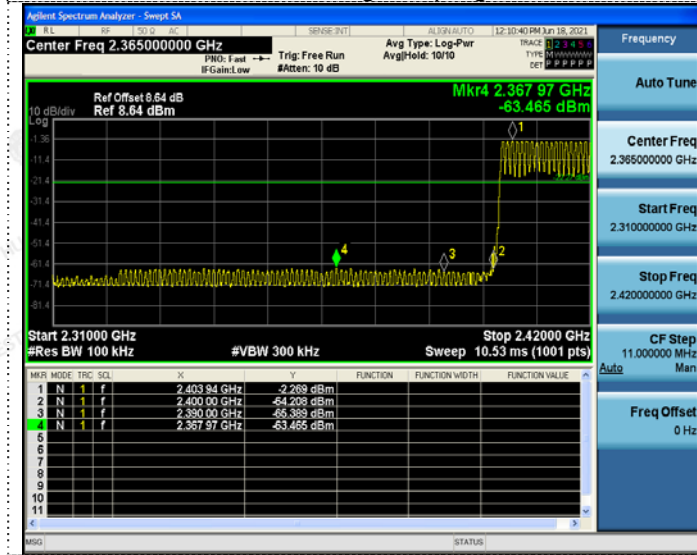 Agilent Spectrum Analyzer - Swept SA
RL RF 50 Ω AC SENSE:INT ALIGN AUTO 12:10:40 PM Jun 18, 2021
Center Freq 2.365000000 GHz
PNO: Fast
IFGain:Low
Trig: Free Run
#Atten: 10 dB
Avg Type: Log-Pwr
Avg|Hold: 10/10
TRACE 1 2 3 4 5 6
TYPE
DET P P P P P P
Mkr4 2.367 97 GHz
-63.465 dBm
Ref Offset 8.64 dB
10 dB/div Ref 8.64 dBm
Log
-1.36
-11.4
-21.4
-31.4
-41.4
-51.4
-61.4
-71.4
-81.4
1
2
3
4
Start 2.31000 GHz Stop 2.42000 GHz
#Res BW 100 kHz #VBW 300 kHz Sweep 10.53 ms (1001 pts)
MKR MODE TRC SCL X Y FUNCTION FUNCTION WIDTH FUNCTION VALUE
1 N 1 f 2.403 94 GHz -2.269 dBm
2 N 1 f 2.400 00 GHz -64.208 dBm
3 N 1 f 2.390 00 GHz -65.389 dBm
4 N 1 f 2.367 97 GHz -63.465 dBm
5
6
7
8
9
10
11
MSG STATUS
Frequency
Auto Tune
Center Freq
2.365000000 GHz
Start Freq
2.310000000 GHz
Stop Freq
2.420000000 GHz
CF Step
11.000000 MHz
Auto Man
Freq Offset
0 Hz